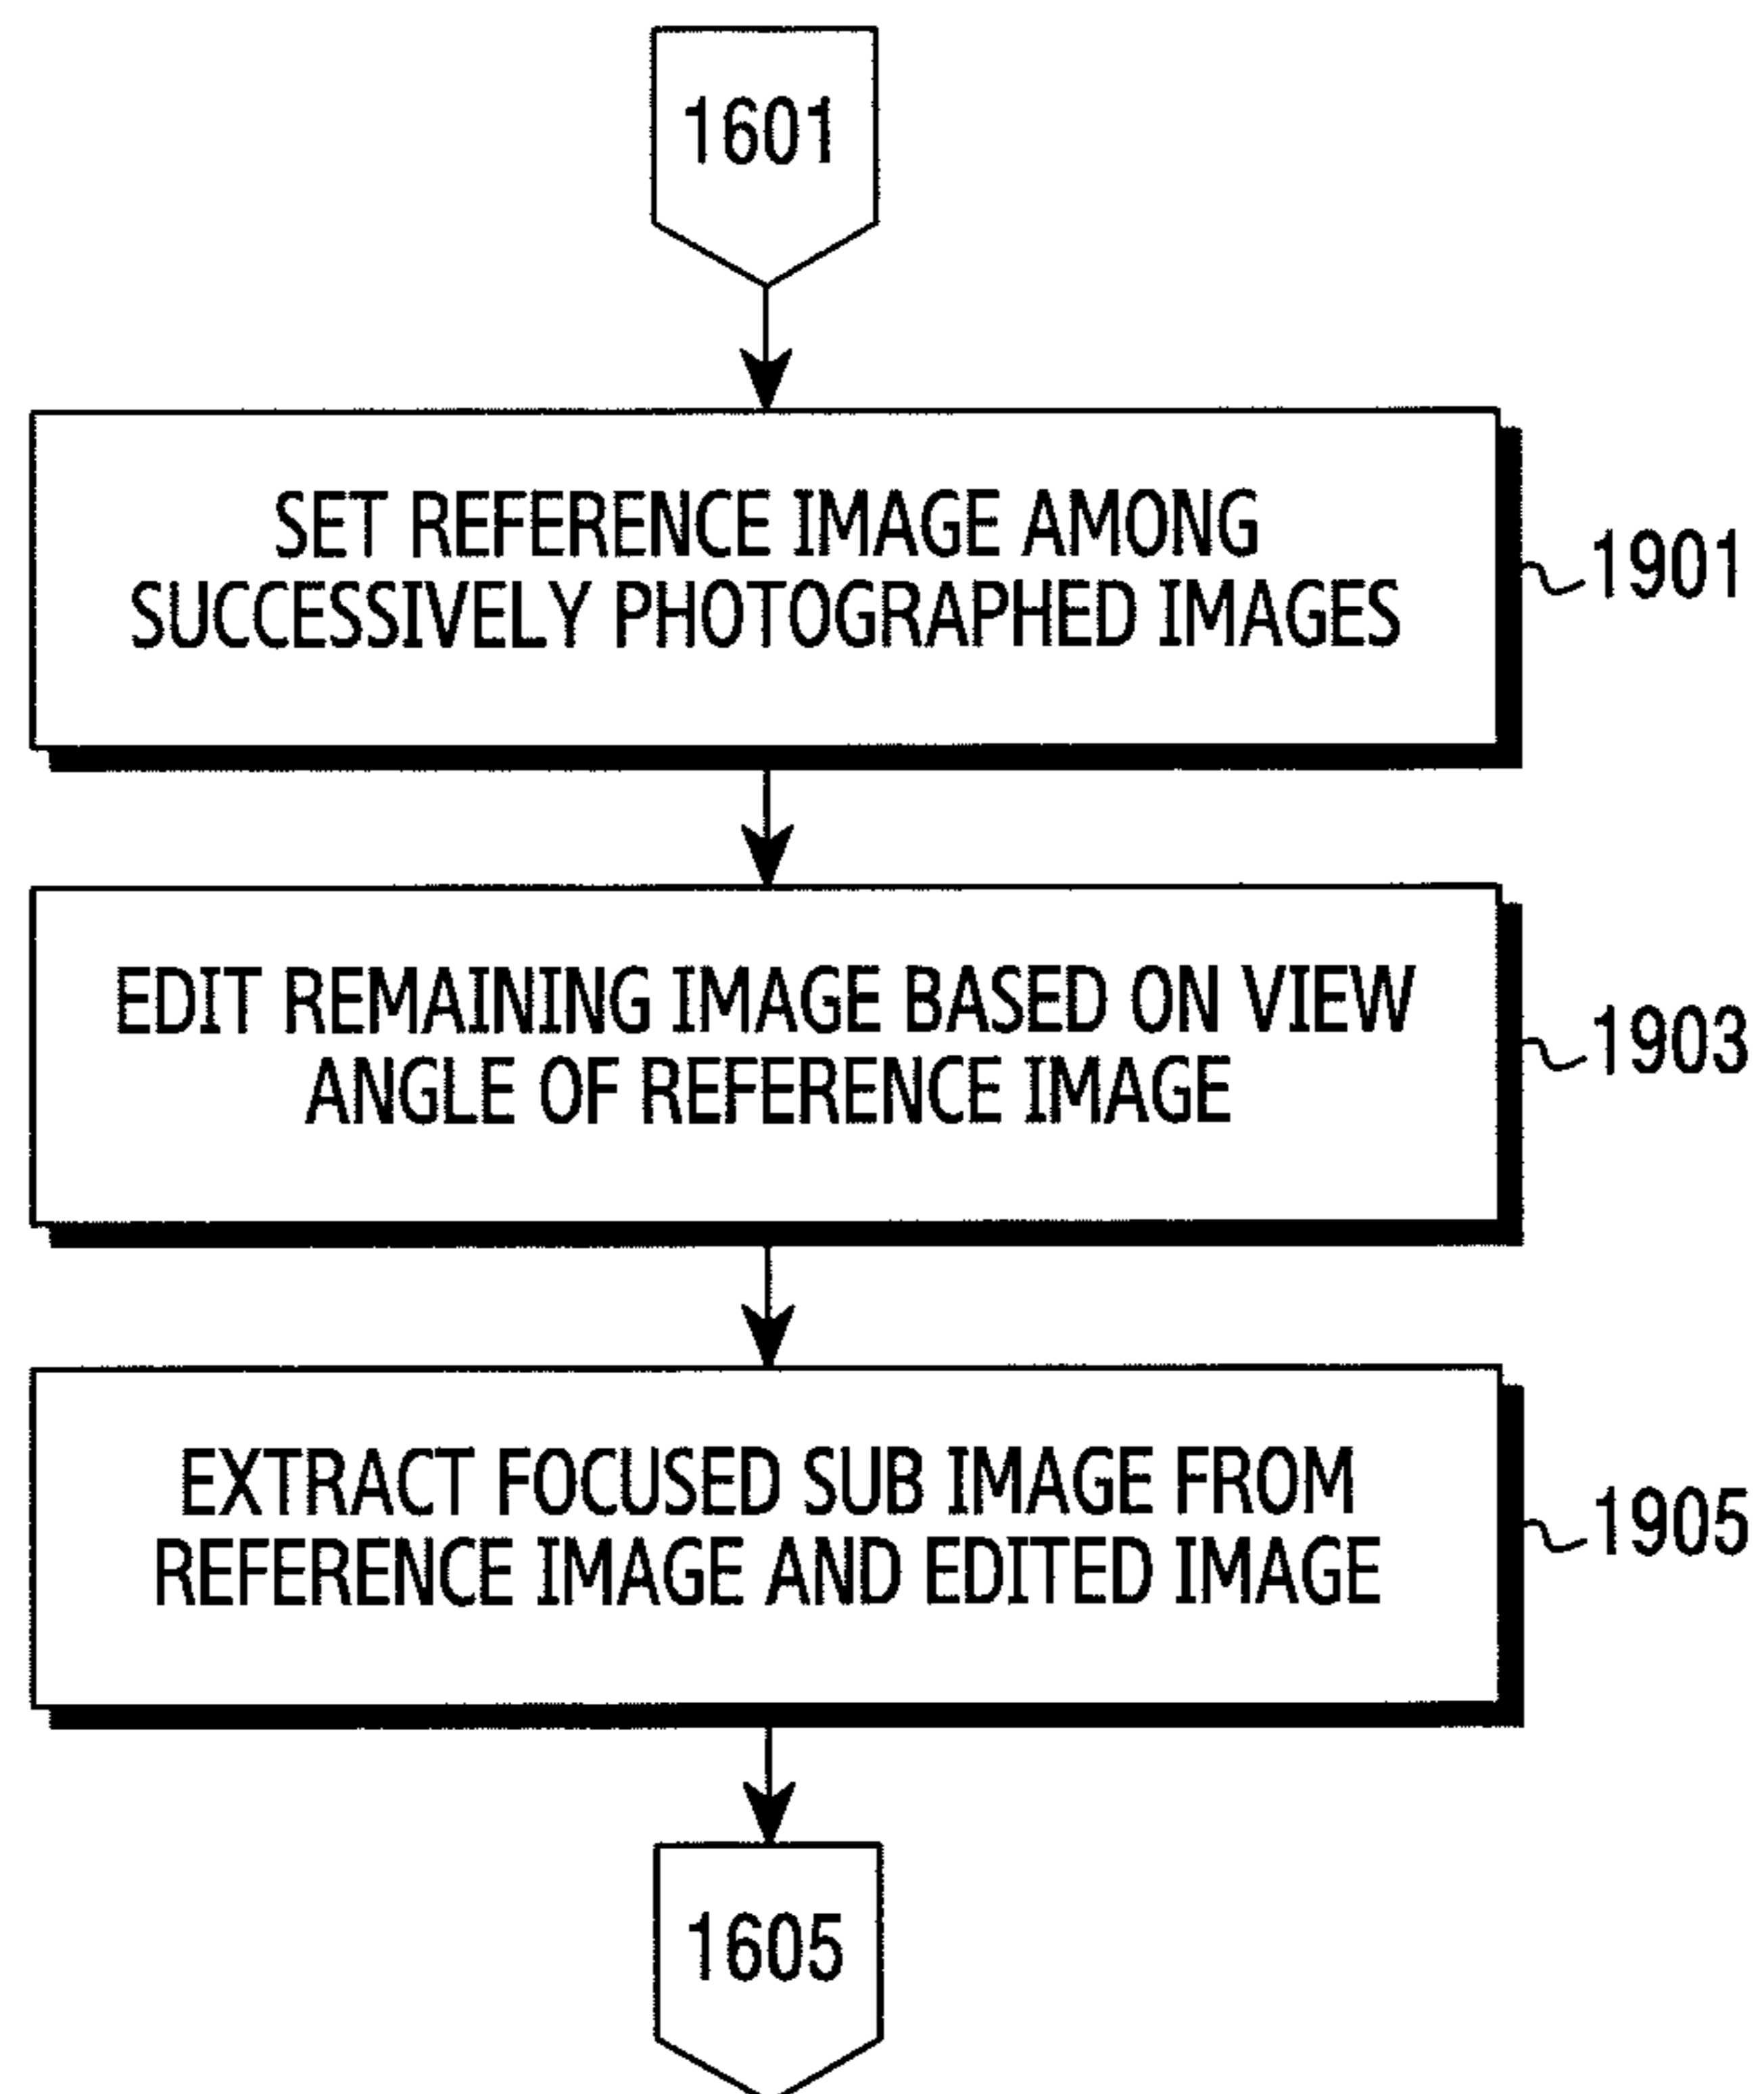 1601
SET REFERENCE IMAGE AMONG
SUCCESSIVELY PHOTOGRAPHED IMAGES
1901
EDIT REMAINING IMAGE BASED ON VIEW
ANGLE OF REFERENCE IMAGE
1903
EXTRACT FOCUSED SUB IMAGE FROM
REFERENCE IMAGE AND EDITED IMAGE
1905
1605